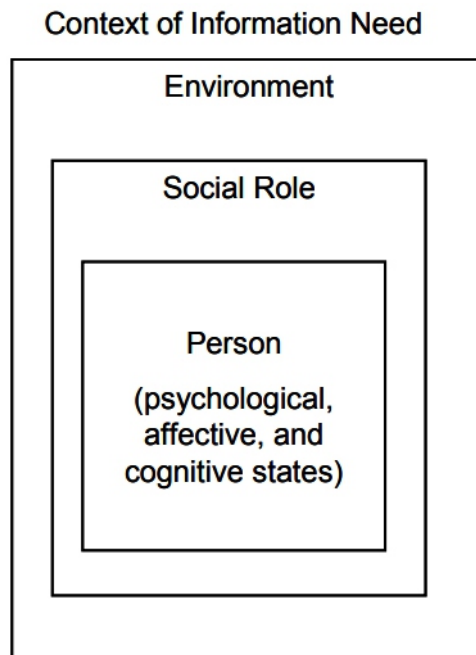 Context of Information Need
Environment
Social Role
Person
(psychological,
affective, and
cognitive states)